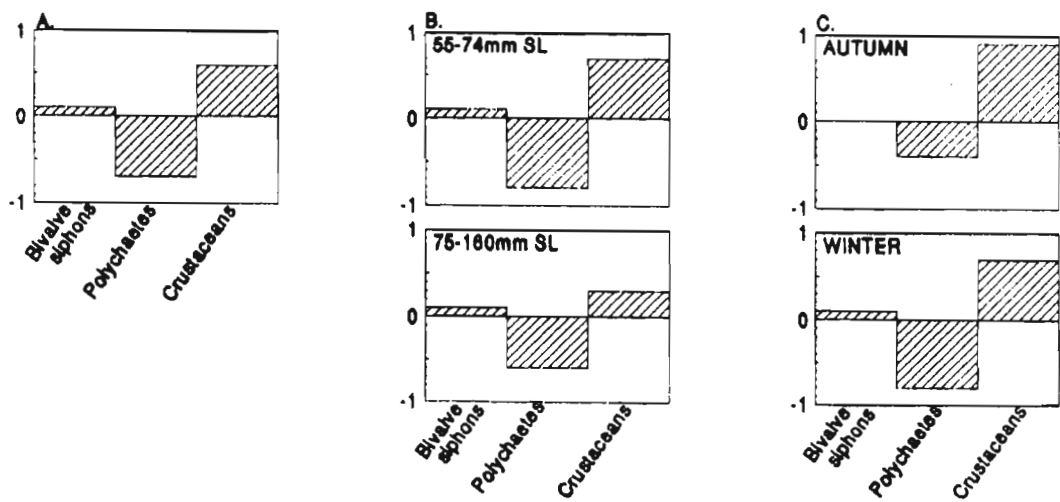 A.
1
0
-1
Bivalve
siphons
Polychaetes
Crustaceans
B.
1
55-74mm SL
0
-1
1
75-160mm SL
0
-1
Bivalve
siphons
Polychaetes
Crustaceans
C.
1
AUTUMN
0
-1
1
WINTER
0
-1
Bivalve
siphons
Polychaetes
Crustaceans